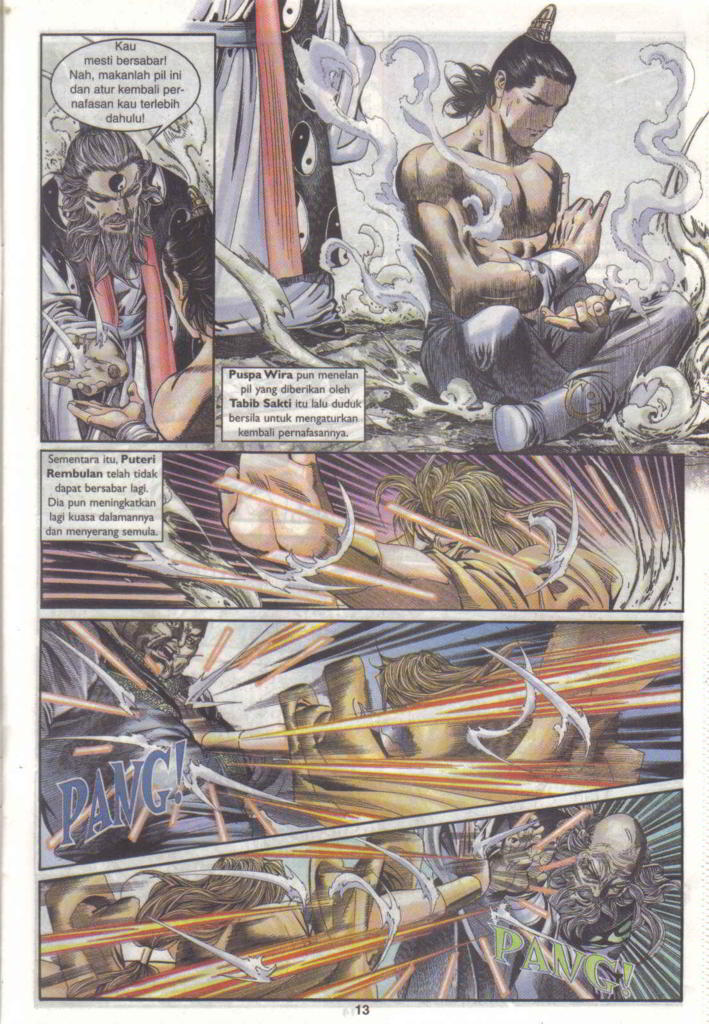 Kau
mesti bersabar!
Nah, makanlah pil ini
dan atur kembali per-
nafasan kau terlebih
dahulu!
Puspa Wira pun menelan
pil yang diberikan oleh
Tabib Sakti itu lalu duduk
bersila untuk mengaturkan
kembali pernafasannya.
Sementara itu, Puteri
Rembulan telah tidak
dapat bersabar lagi.
Dia pun meningkatkan
lagi kuasa dalamannya
dan menyerang semula.
PANG!
PANG!
13